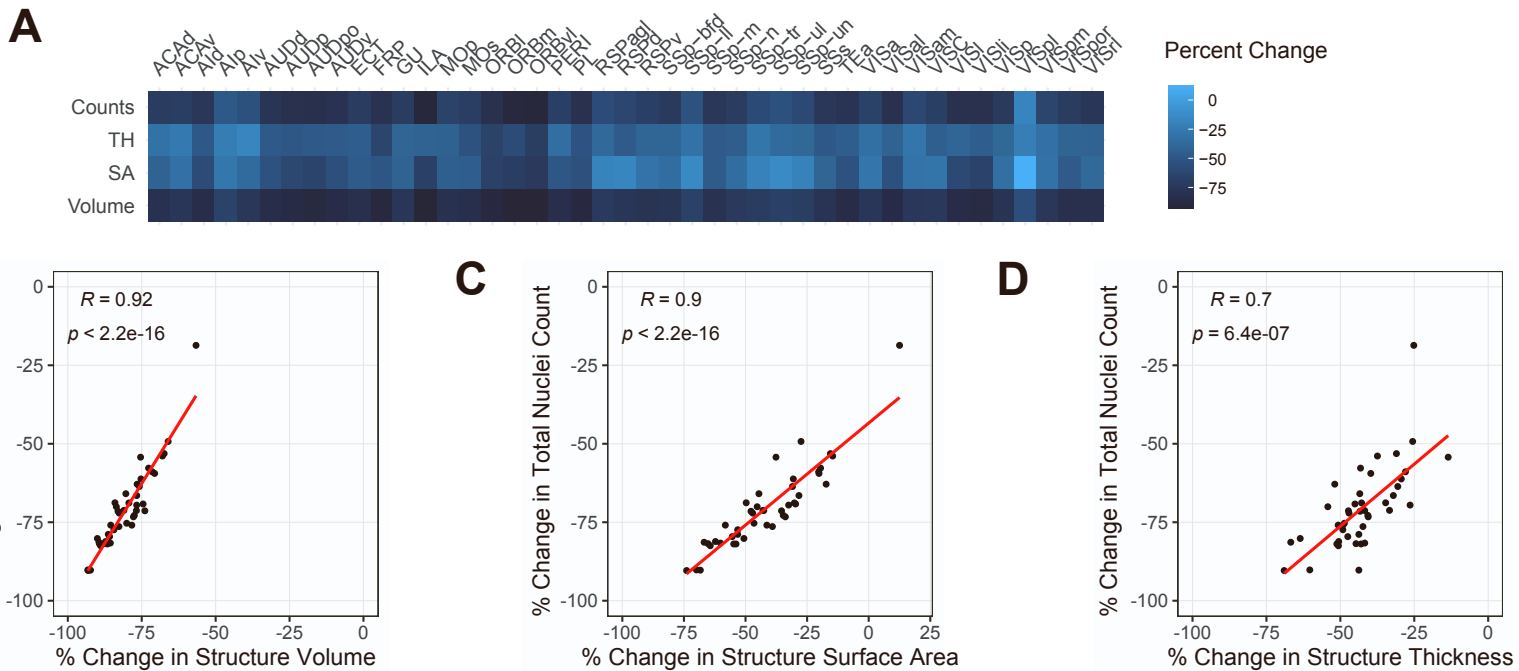 A
ACAd ACAv AId AIp AIv AUDd AUDp AUDpo AUDv ECT FRP GU ILA MOp MOs ORBl ORBm ORBvl PERI PL RSPagl RSPd RSPv SSp-bfd SSp-ll SSp-m SSp-n SSp-tr SSp-ul SSp-un SSs TEa VISa VISal VISam VISC VISl VISli VISp VISpl VISpm VISpor VISrl
Counts
TH
SA
Volume
Percent Change
0
−25
−50
−75
0
-25
-50
-75
-100
R = 0.92
p < 2.2e-16
-100 -75 -50 -25 0
% Change in Structure Volume
C
% Change in Total Nuclei Count
0
-25
-50
-75
-100
R = 0.9
p < 2.2e-16
-100 -75 -50 -25 0 25
% Change in Structure Surface Area
D
% Change in Total Nuclei Count
0
-25
-50
-75
-100
R = 0.7
p = 6.4e-07
-100 -75 -50 -25 0
% Change in Structure Thickness